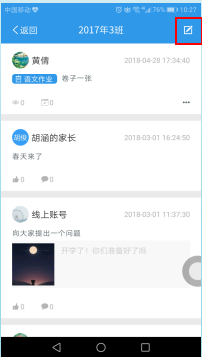 中国移动 76% 10:27
返回 2017年3班
黄倩 2018-04-28 17:34:40
语文作业 卷子一张
0 0
胡俊 胡涵的家长 2018-03-01 16:24:50
春天来了
0 0
线上账号 2018-03-01 11:37:30
向大家提出一个问题
开学了！你们准备好了吗
0 0